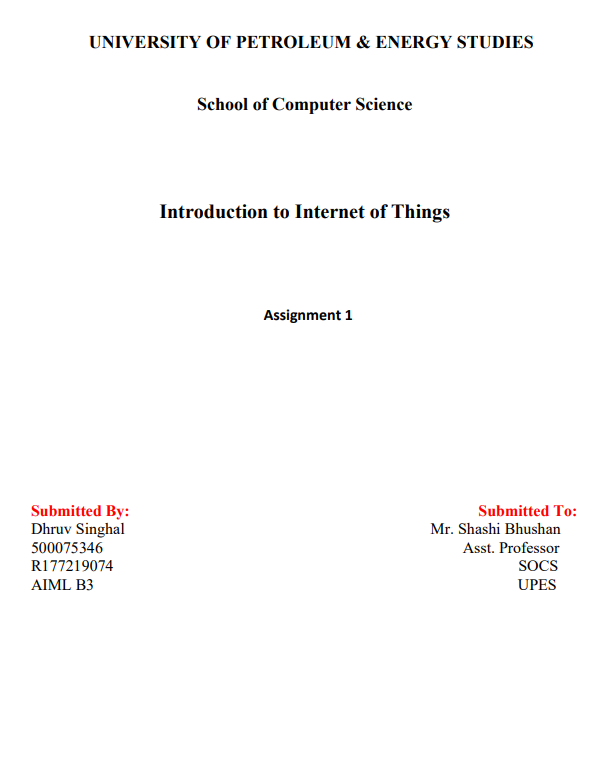 UNIVERSITY OF PETROLEUM & ENERGY STUDIES
School of Computer Science
Introduction to Internet of Things
Assignment 1
Submitted By:
Dhruv Singhal
500075346
R177219074
AIML B3
Submitted To:
Mr. Shashi Bhushan
Asst. Professor
SOCS
UPES